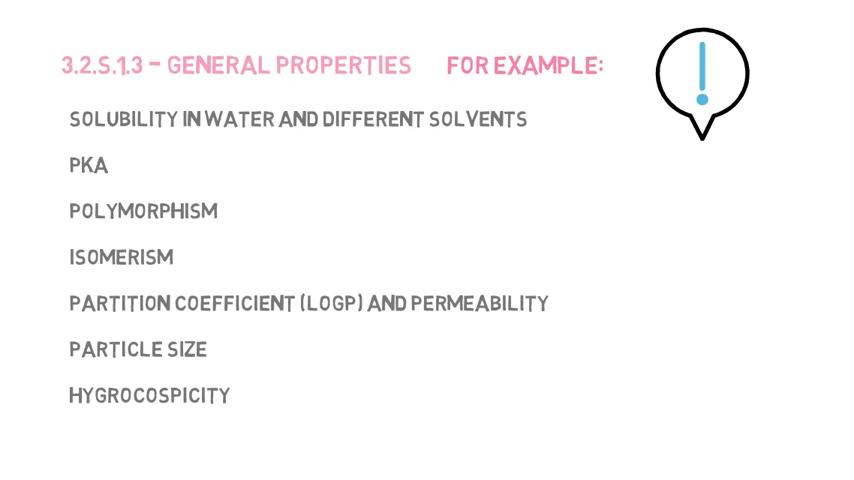 3.2.S.1.3 - GENERAL PROPERTIES FOR EXAMPLE:
SOLUBILITY IN WATER AND DIFFERENT SOLVENTS
PKA
POLYMORPHISM
ISOMERISM
PARTITION COEFFICIENT (LOGP) AND PERMEABILITY
PARTICLE SIZE
HYGROCOSPICITY